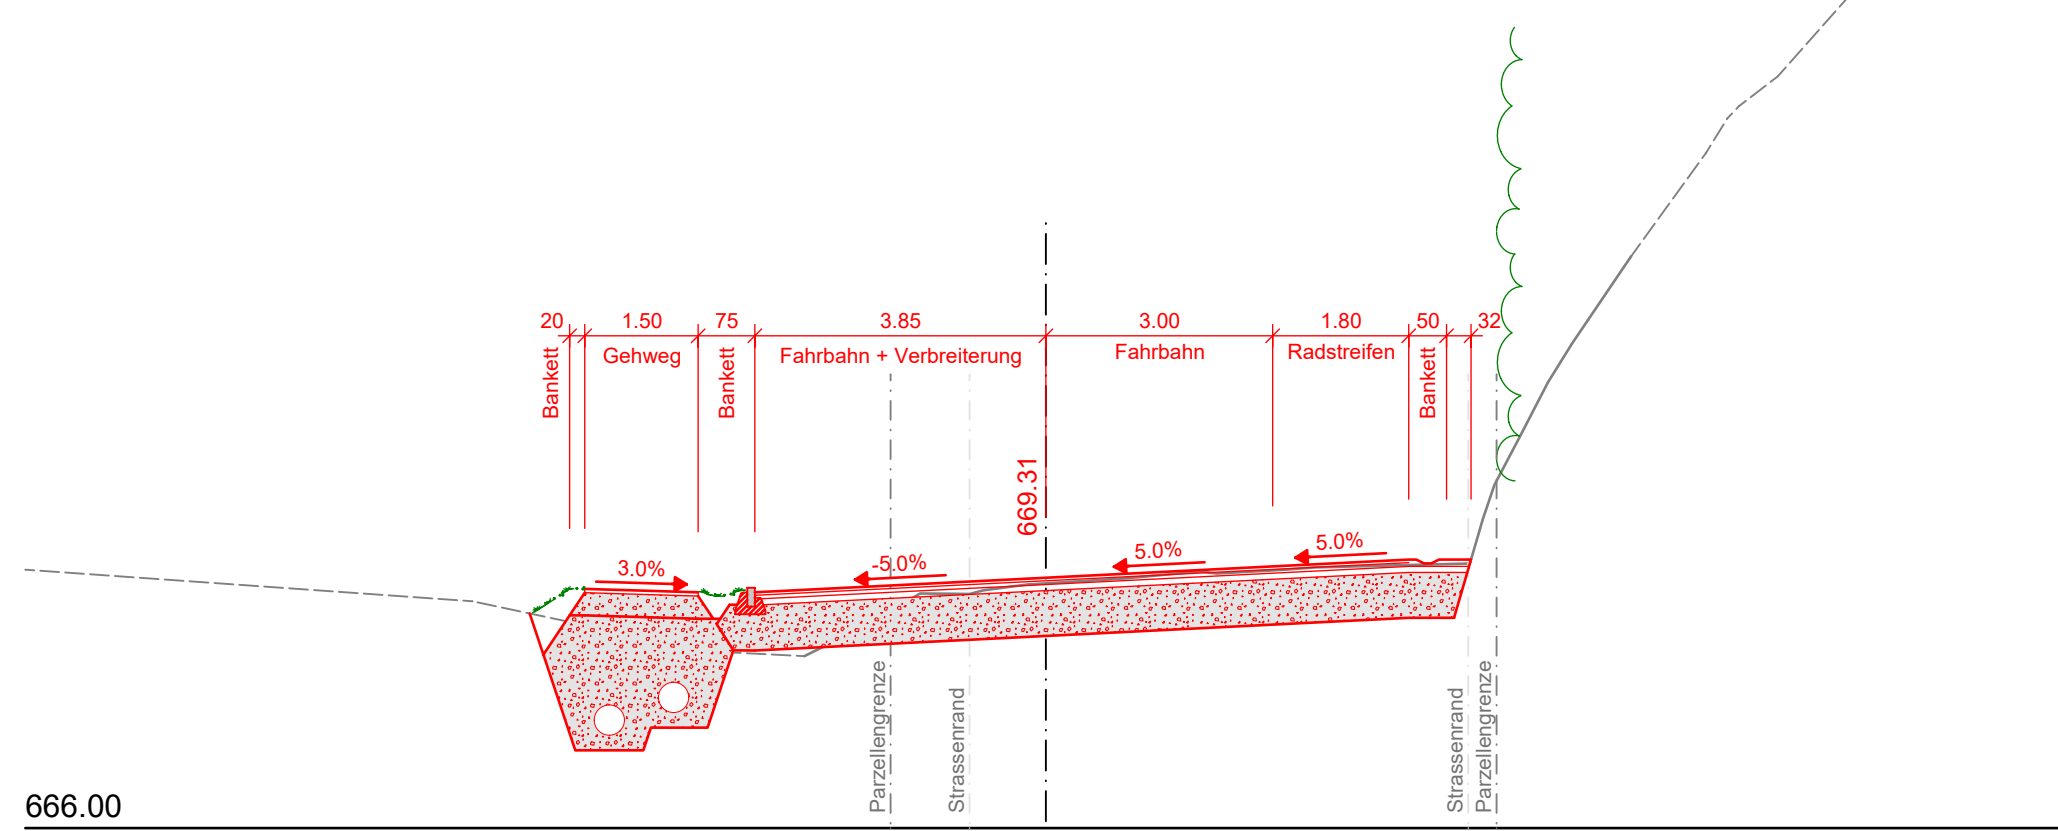 20 1.50 75 3.85 3.00 1.80 50 32
Bankett Gehweg Bankett Fahrbahn + Verbreiterung Fahrbahn Radstreifen Bankett
669.31
3.0% -5.0% 5.0% 5.0%
Parzellengrenze Strassenrand Strassenrand Parzellengrenze
666.00